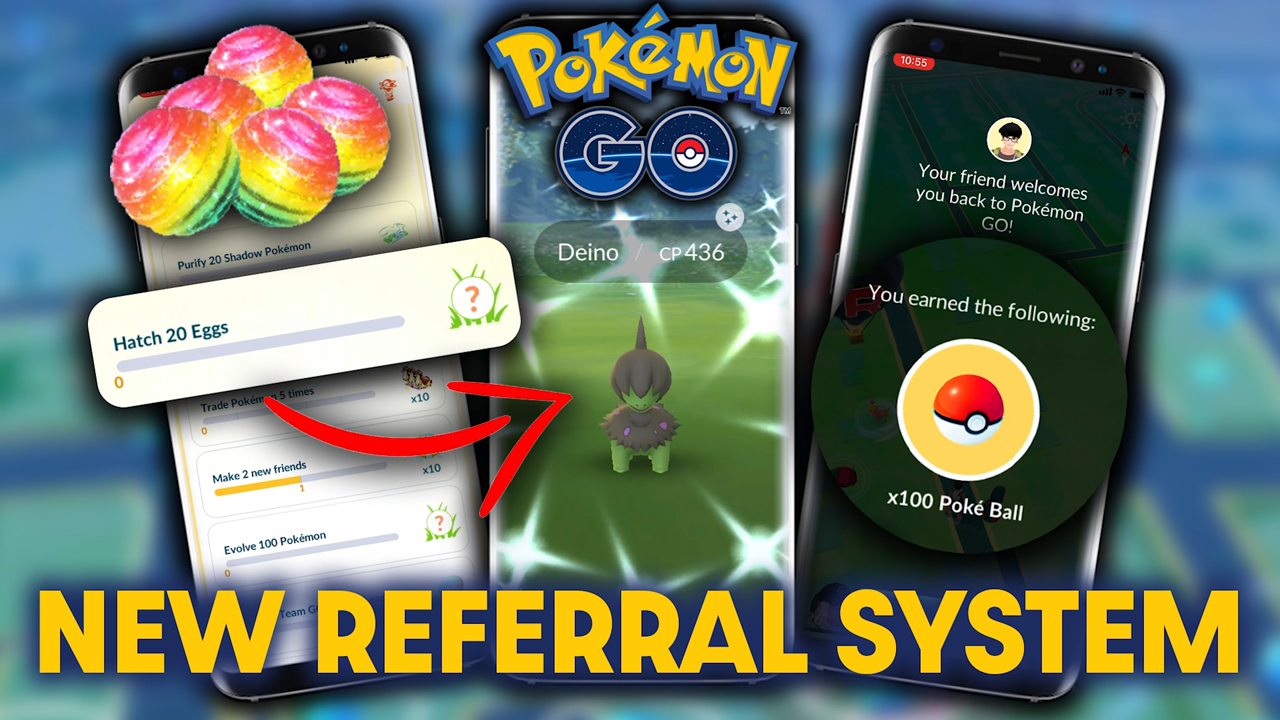 POKÉMON
TM
GO
Purify 20 Shadow Pokémon
Hatch 20 Eggs
?
0
Trade Pokémon 5 times
x10
0
Make 2 new friends
x10
1
Evolve 100 Pokémon
?
0
Team G
Deino / CP436
10:55
Your friend welcomes
you back to Pokémon
GO!
You earned the following:
x100 Poké Ball
NEW REFERRAL SYSTEM